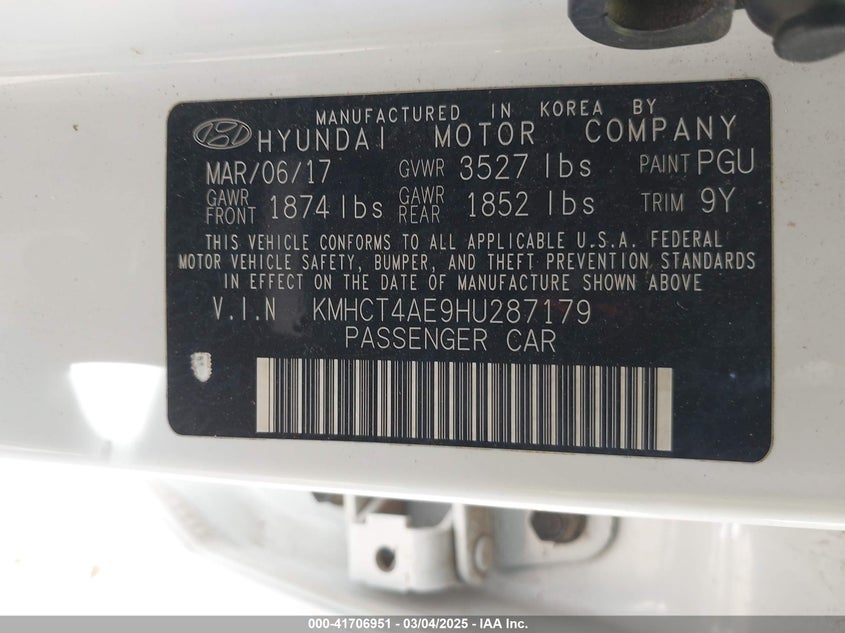 MANUFACTURED IN KOREA BY
HYUNDAI MOTOR COMPANY
MAR/06/17 GVWR 3527 lbs PAINT PGU
GAWR FRONT 1874 lbs GAWR REAR 1852 lbs TRIM 9Y
THIS VEHICLE CONFORMS TO ALL APPLICABLE U.S.A. FEDERAL
MOTOR VEHICLE SAFETY, BUMPER, AND THEFT PREVENTION STANDARDS
IN EFFECT ON THE DATE OF MANUFACTURE SHOWN ABOVE
V.I.N KMHCT4AE9HU287179
PASSENGER CAR
000-41706951 - 03/04/2025 - IAA Inc.